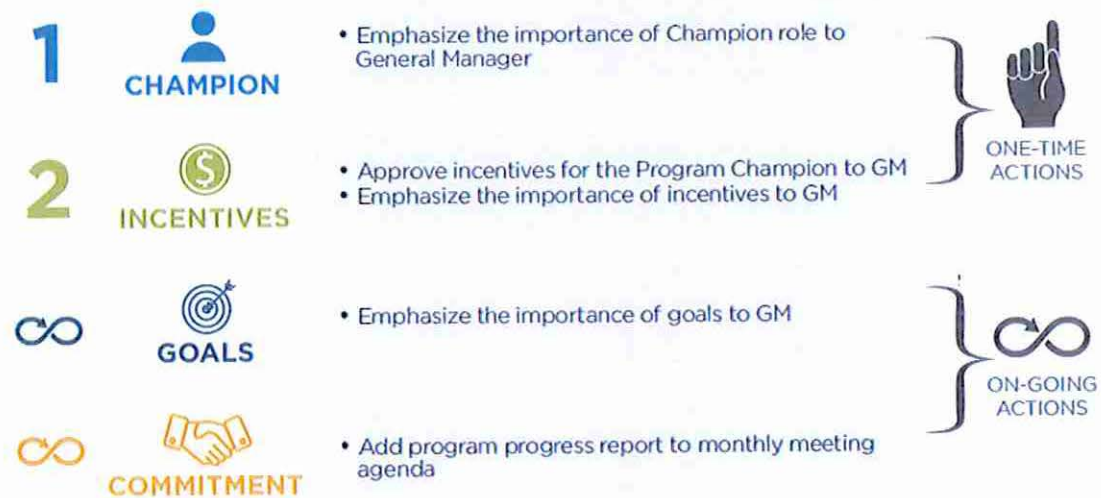 1
CHAMPION
• Emphasize the importance of Champion role to
General Manager
2
INCENTIVES
• Approve incentives for the Program Champion to GM
• Emphasize the importance of incentives to GM
ONE-TIME
ACTIONS
GOALS
• Emphasize the importance of goals to GM
COMMITMENT
• Add program progress report to monthly meeting
agenda
ON-GOING
ACTIONS